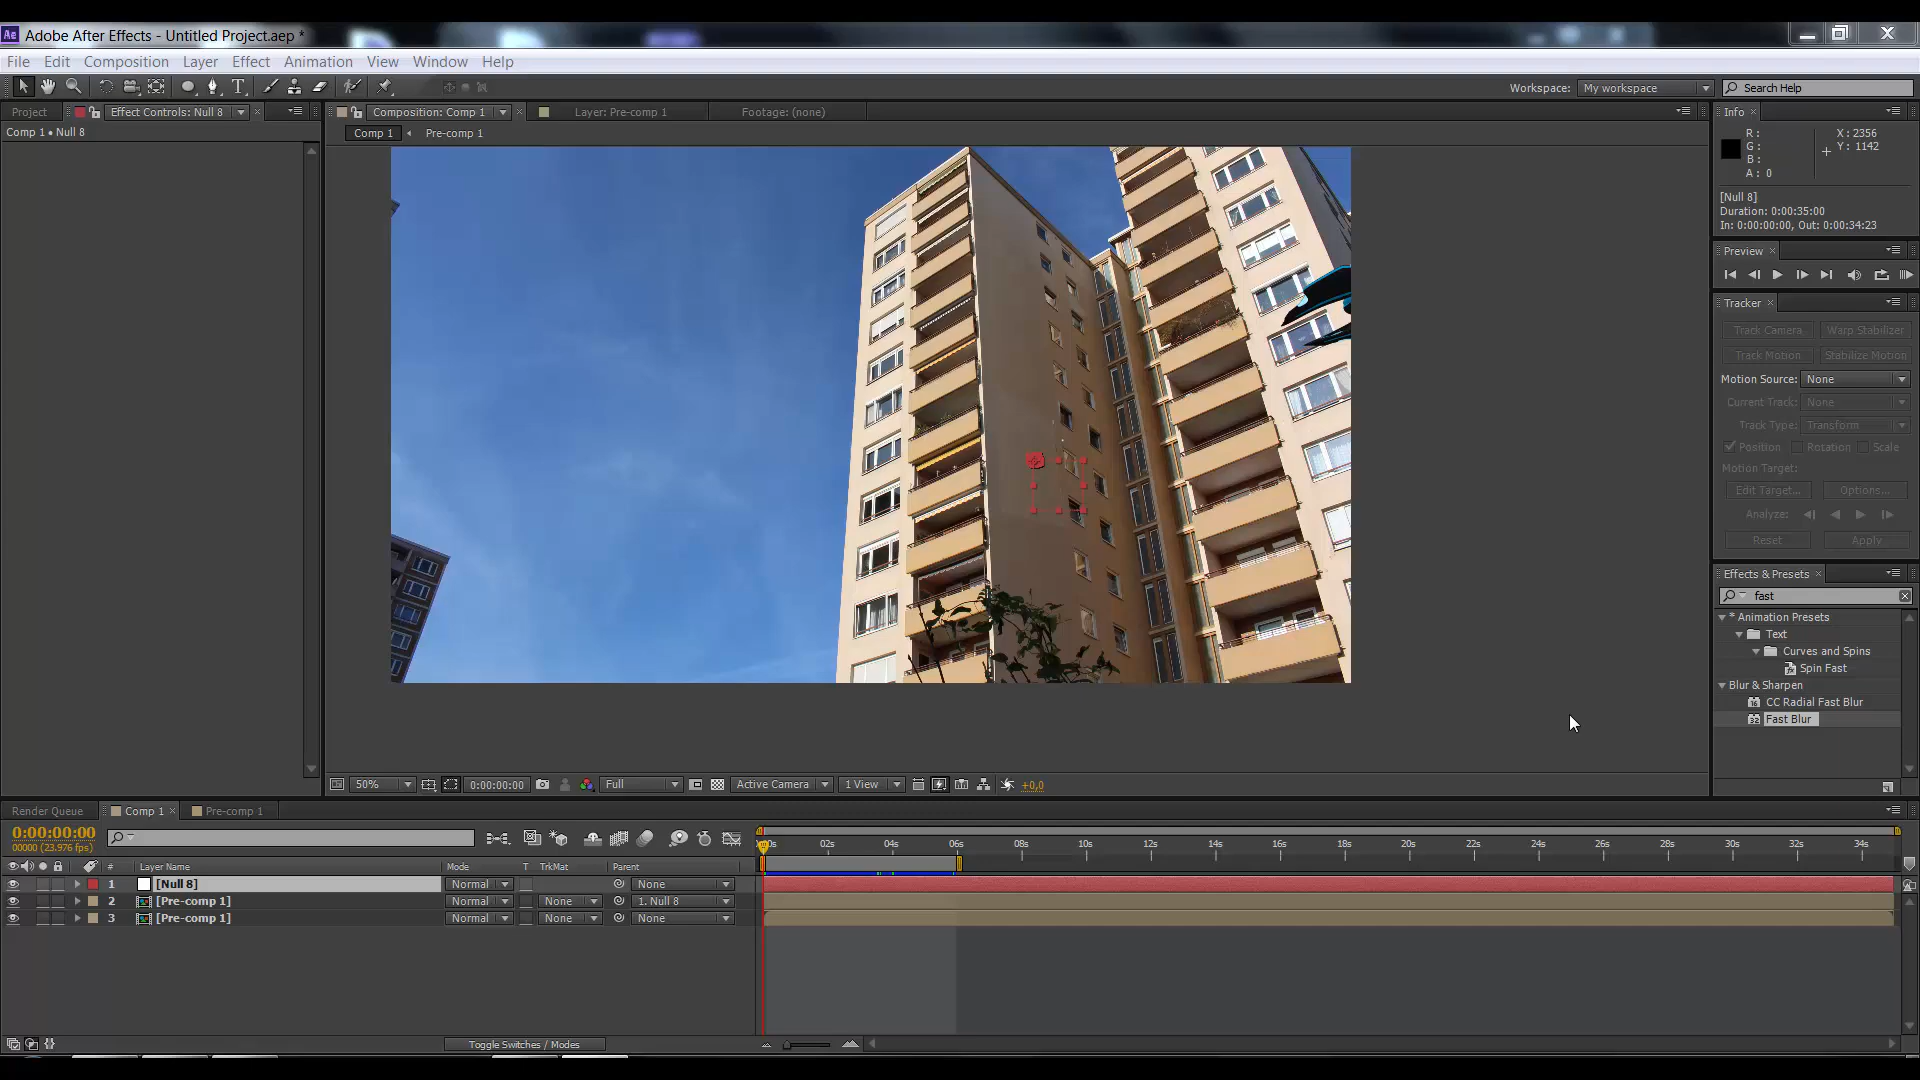 Ae Adobe After Effects - Untitled Project.aep *
File Edit Composition Layer Effect Animation View Window Help
Workspace: My workspace Search Help
Project Effect Controls: Null 8 Composition: Comp 1 Layer: Pre-comp 1 Footage: (none) Info
Comp 1 • Null 8 Comp 1 Pre-comp 1
R: X: 2356
G: Y: 1142
B:
A: 0
[Null 8]
Duration: 0:00:35:00
In: 0:00:00:00, Out: 0:00:34:23
Preview
Tracker
Track Camera Warp Stabilizer
Track Motion Stabilize Motion
Motion Source: None
Current Track: None
Track Type: Transform
Position Rotation Scale
Motion Target:
Edit Target... Options...
Analyze:
Reset Apply
Effects & Presets
fast
* Animation Presets
Text
Curves and Spins
Spin Fast
Blur & Sharpen
CC Radial Fast Blur
Fast Blur
50% 0:00:00:00 Full Active Camera 1 View +0,0
Render Queue Comp 1 Pre-comp 1
0:00:00:00
00000 (23.976 fps)
0s 02s 04s 06s 08s 10s 12s 14s 16s 18s 20s 22s 24s 26s 28s 30s 32s 34s
# Layer Name Mode T TrkMat Parent
1 [Null 8] Normal None
2 [Pre-comp 1] Normal None 1. Null 8
3 [Pre-comp 1] Normal None None
Toggle Switches / Modes